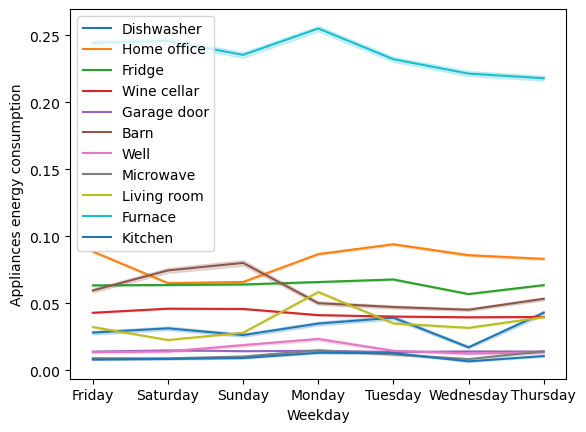 Dishwasher
Home office
Fridge
Wine cellar
Garage door
Barn
Well
Microwave
Living room
Furnace
Kitchen
Appliances energy consumption
0.25
0.20
0.15
0.10
0.05
0.00
Friday Saturday Sunday Monday Tuesday Wednesday Thursday
Weekday